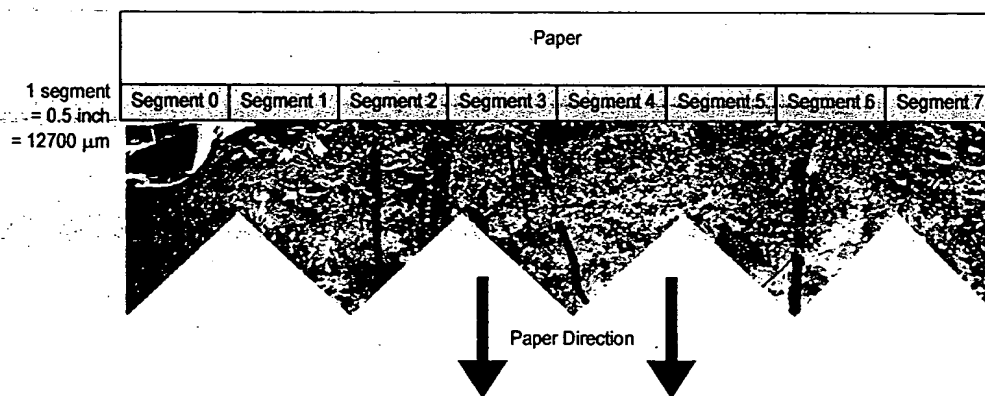 Paper
1 segment
= 0.5 inch
= 12700 μm
Segment 0 Segment 1 Segment 2 Segment 3 Segment 4 Segment 5 Segment 6 Segment 7
Paper Direction